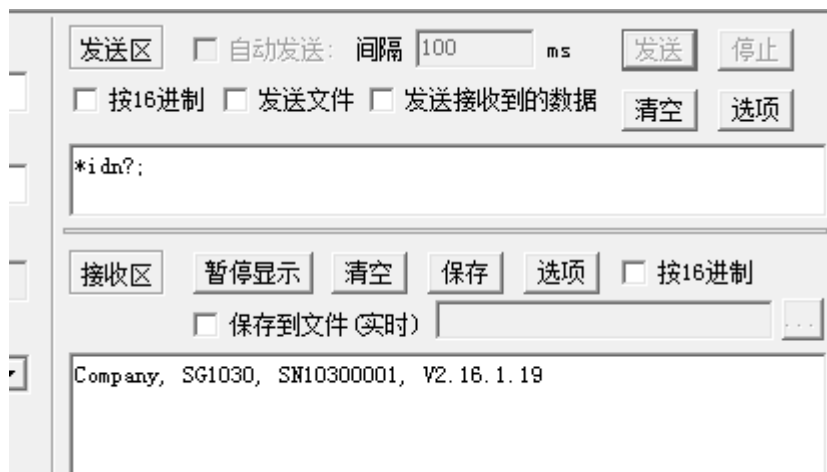 发送区 自动发送: 间隔 100 ms 发送 停止
按16进制 发送文件 发送接收到的数据 清空 选项
*idn?;
接收区 暂停显示 清空 保存 选项 按16进制
保存到文件(实时) ...
Company, SG1030, SN10300001, V2.16.1.19